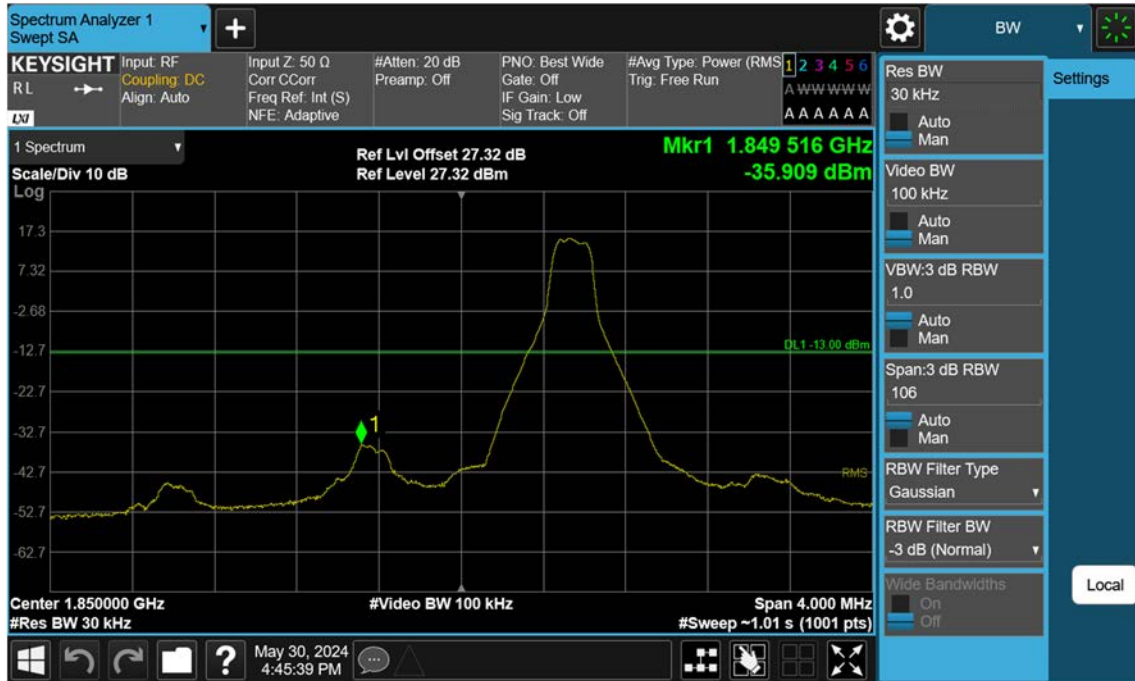 Spectrum Analyzer 1
Swept SA
BW
KEYSIGHT
R L
LXI
Input: RF
Coupling: DC
Align: Auto
Input Z: 50 Ω
Corr CCorr
Freq Ref: Int (S)
NFE: Adaptive
#Atten: 20 dB
Preamp: Off
PNO: Best Wide
Gate: Off
IF Gain: Low
Sig Track: Off
#Avg Type: Power (RMS
Trig: Free Run
1 2 3 4 5 6
A W W W W W
A A A A A A
1 Spectrum
Scale/Div 10 dB
Ref Lvl Offset 27.32 dB
Ref Level 27.32 dBm
Mkr1 1.849 516 GHz
-35.909 dBm
Log
17.3
7.32
-2.68
-12.7
-22.7
-32.7
-42.7
-52.7
-62.7
DL1 -13.00 dBm
1
RMS
Center 1.850000 GHz
#Res BW 30 kHz
#Video BW 100 kHz
Span 4.000 MHz
#Sweep ~1.01 s (1001 pts)
Res BW
30 kHz
Auto
Man
Video BW
100 kHz
Auto
Man
VBW:3 dB RBW
1.0
Auto
Man
Span:3 dB RBW
106
Auto
Man
RBW Filter Type
Gaussian
RBW Filter BW
-3 dB (Normal)
Wide Bandwidths
On
Off
Settings
Local
?
May 30, 2024
4:45:39 PM